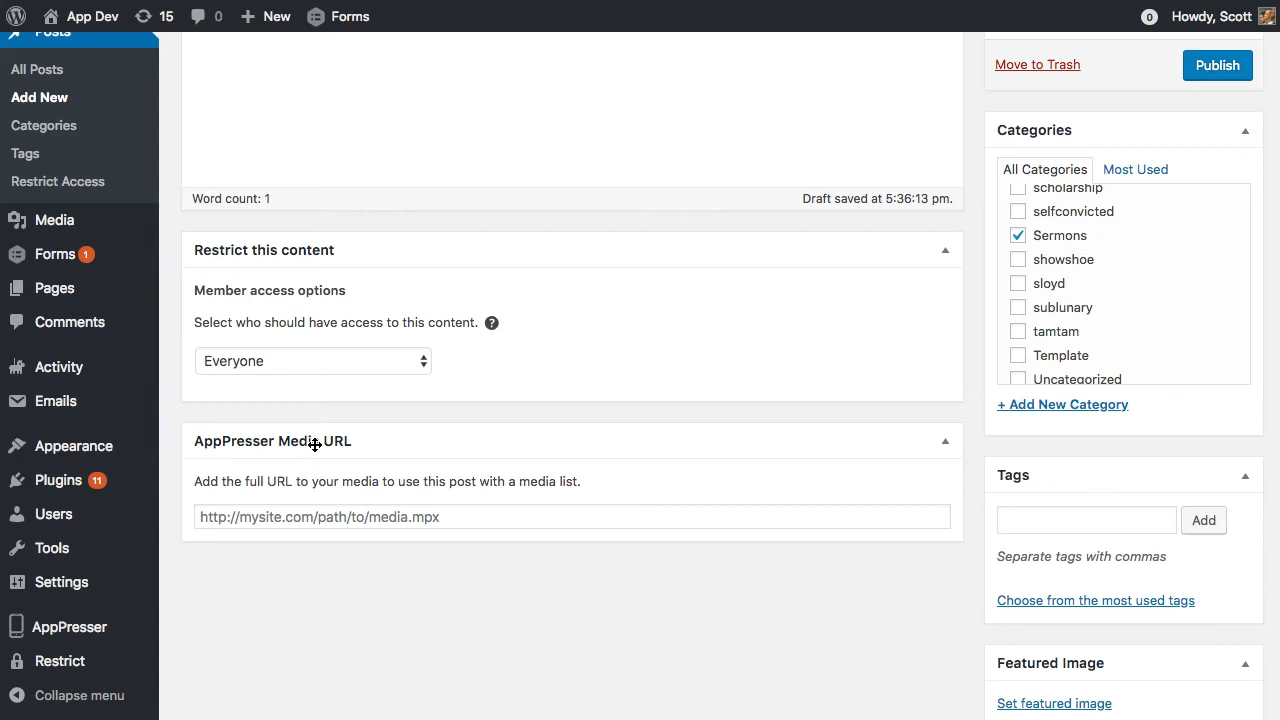 App Dev
15
0
New
Forms
0
Howdy, Scott
Posts
All Posts
Add New
Categories
Tags
Restrict Access
Media
Forms 1
Pages
Comments
Activity
Emails
Appearance
Plugins 11
Users
Tools
Settings
AppPresser
Restrict
Collapse menu
Word count: 1
Draft saved at 5:36:13 pm.
Restrict this content
Member access options
Select who should have access to this content. ?
Everyone
AppPresser Media URL
Add the full URL to your media to use this post with a media list.
http://mysite.com/path/to/media.mpx
Move to Trash
Publish
Categories
All Categories
Most Used
scholarship
selfconvicted
Sermons
showshoe
sloyd
sublunary
tamtam
Template
Uncategorized
+ Add New Category
Tags
Add
Separate tags with commas
Choose from the most used tags
Featured Image
Set featured image